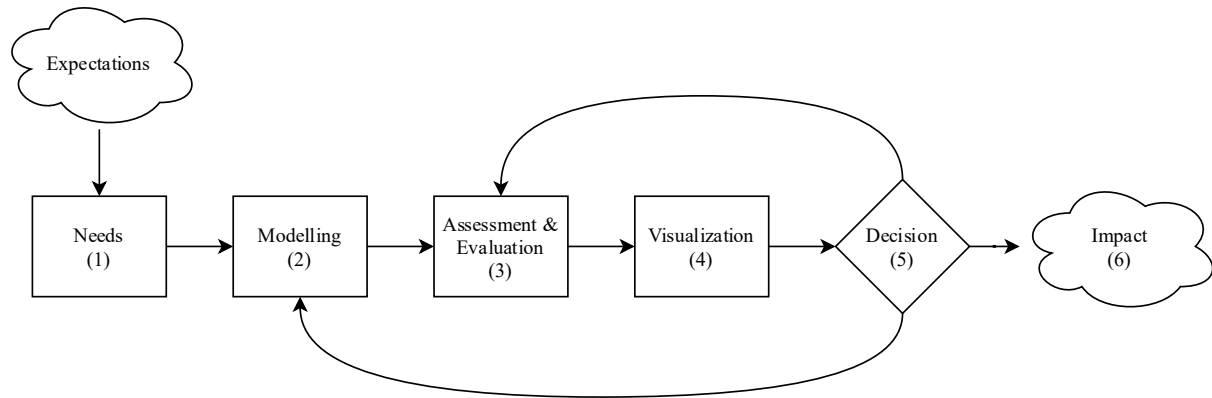 Expectations
Needs
(1)
Modelling
(2)
Assessment &
Evaluation
(3)
Visualization
(4)
Decision
(5)
Impact
(6)